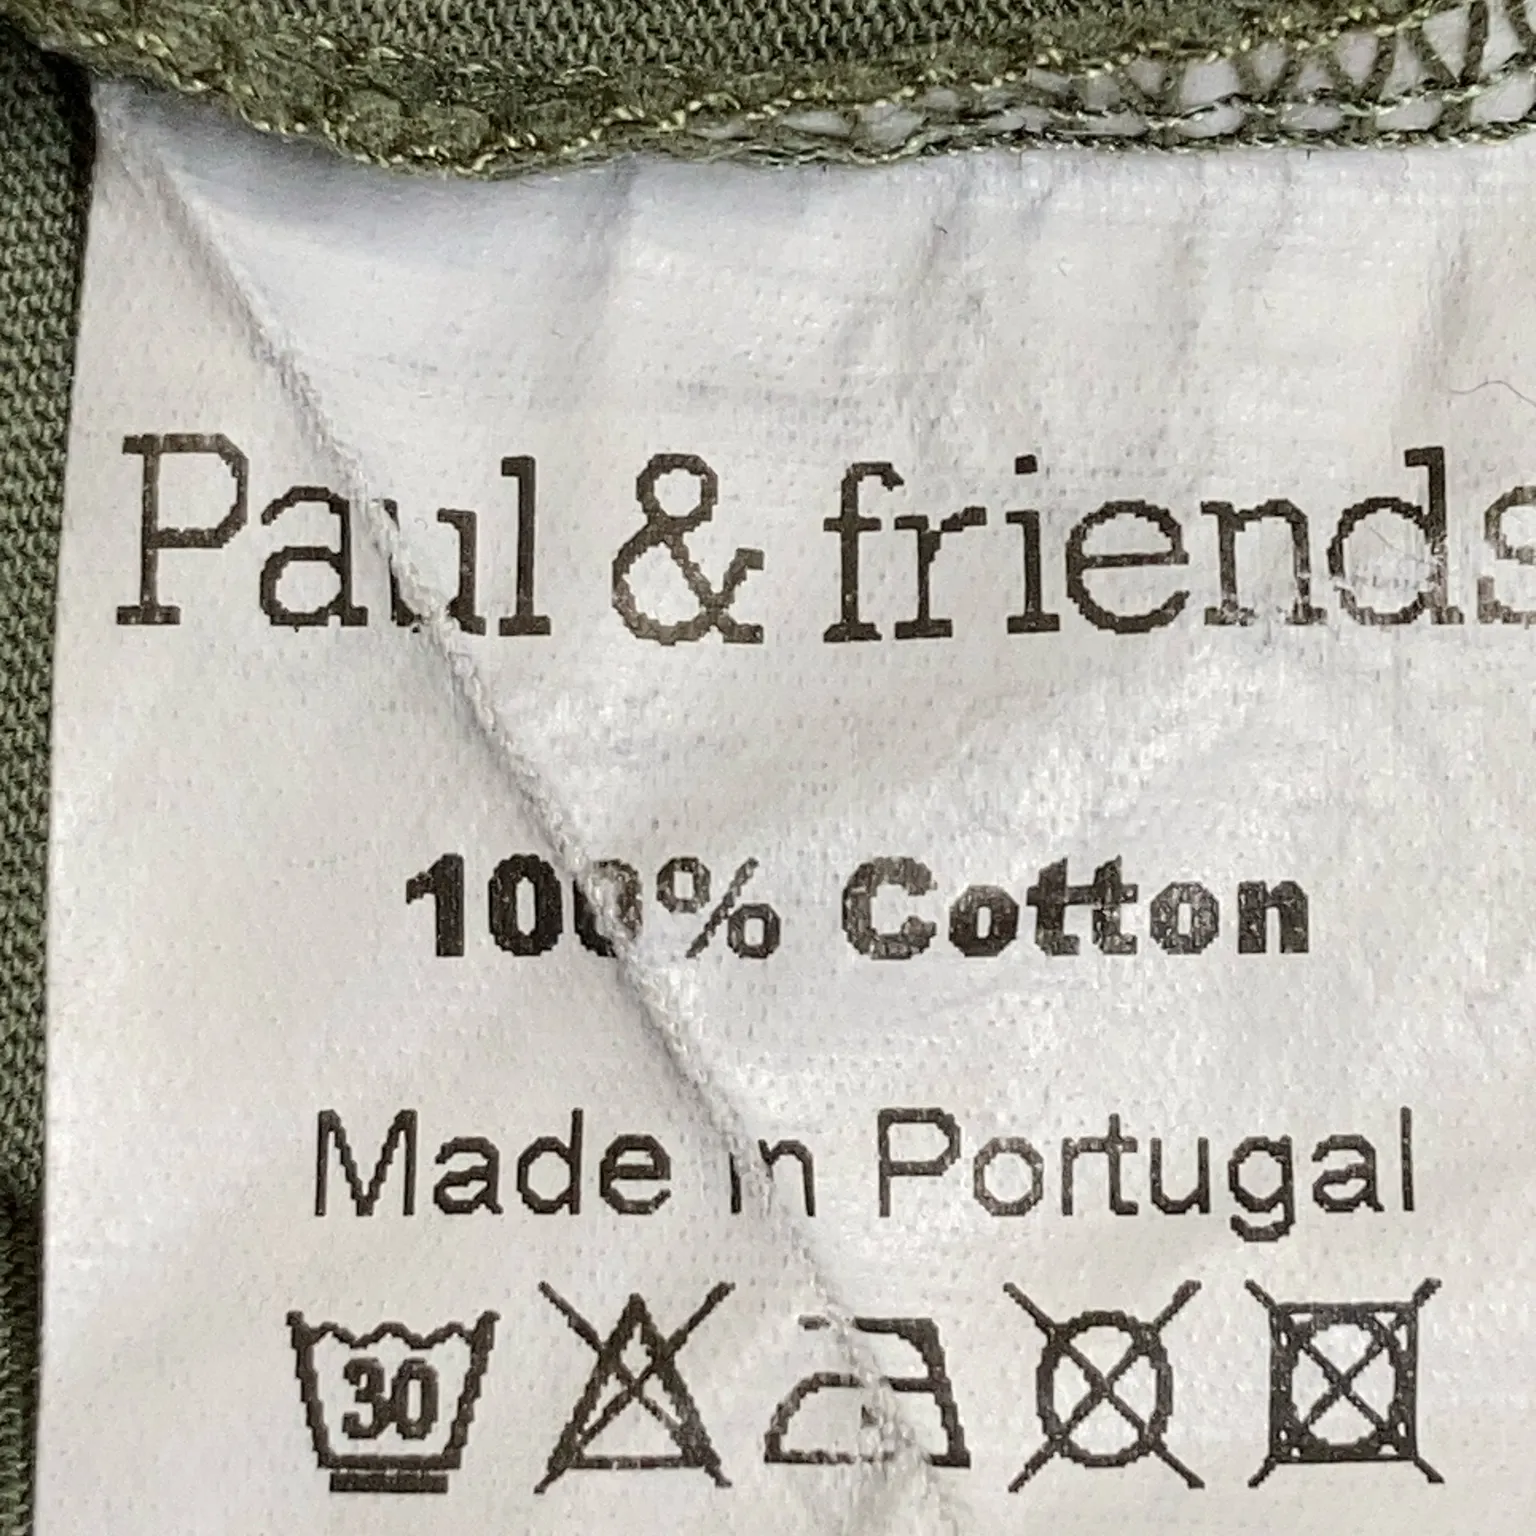 Paul & friends
100% Cotton
Made in Portugal
30